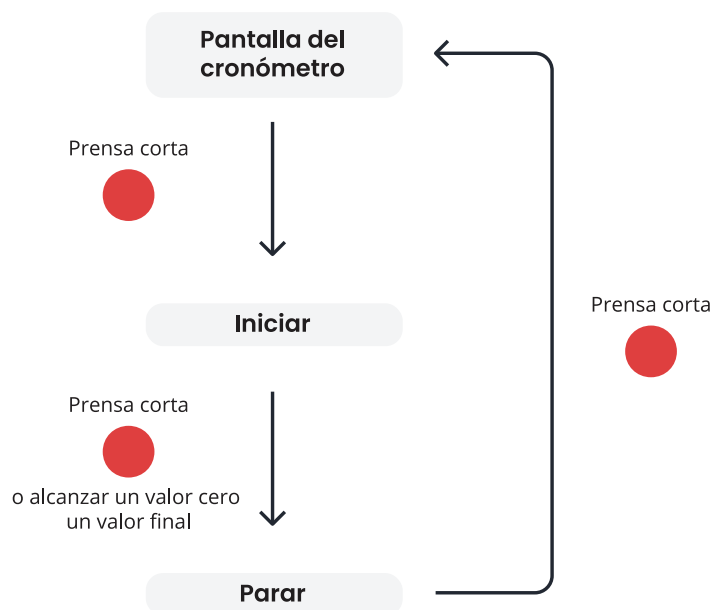 Pantalla del
cronómetro
Prensa corta
Iniciar
Prensa corta
Prensa corta
o alcanzar un valor cero
un valor final
Parar